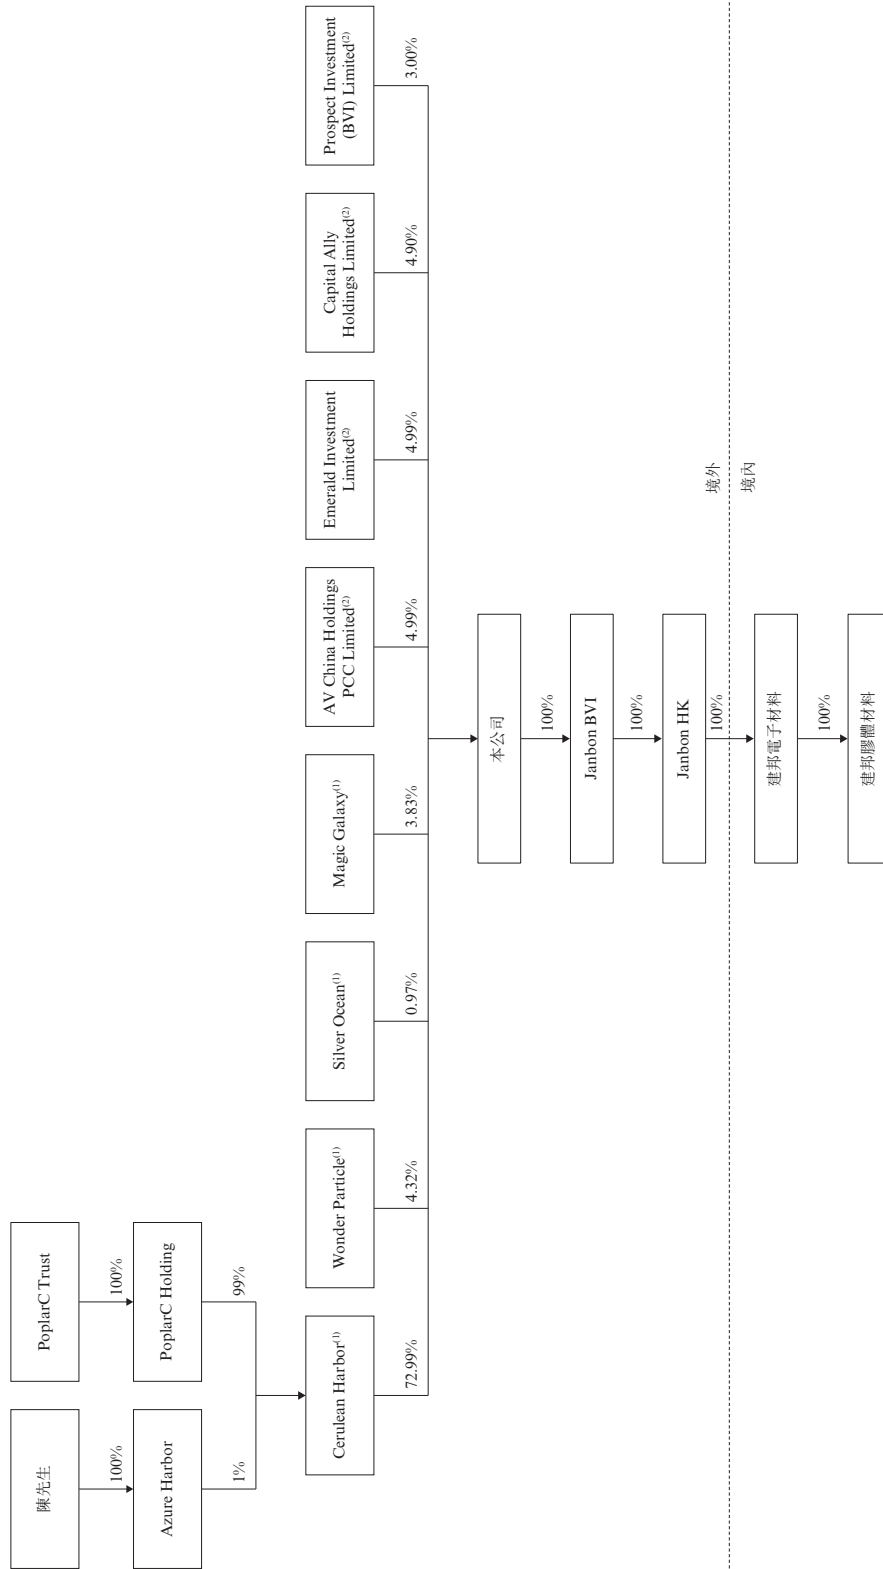 陳先生
PoplarC Trust
100%
100%
Azure Harbor
PoplarC Holding
1%
99%
Cerulean Harbor(1)
Wonder Particle(1)
Silver Ocean(1)
Magic Galaxy(1)
AV China Holdings
PCC Limited(2)
Emerald Investment
Limited(2)
Capital Ally
Holdings Limited(2)
Prospect Investment
(BVI) Limited(2)
72.99%
4.32%
0.97%
3.83%
4.99%
4.99%
4.90%
3.00%
本公司
100%
Janbon BVI
100%
Janbon HK
100%
境外
境內
建邦電子材料
100%
建邦膠體材料